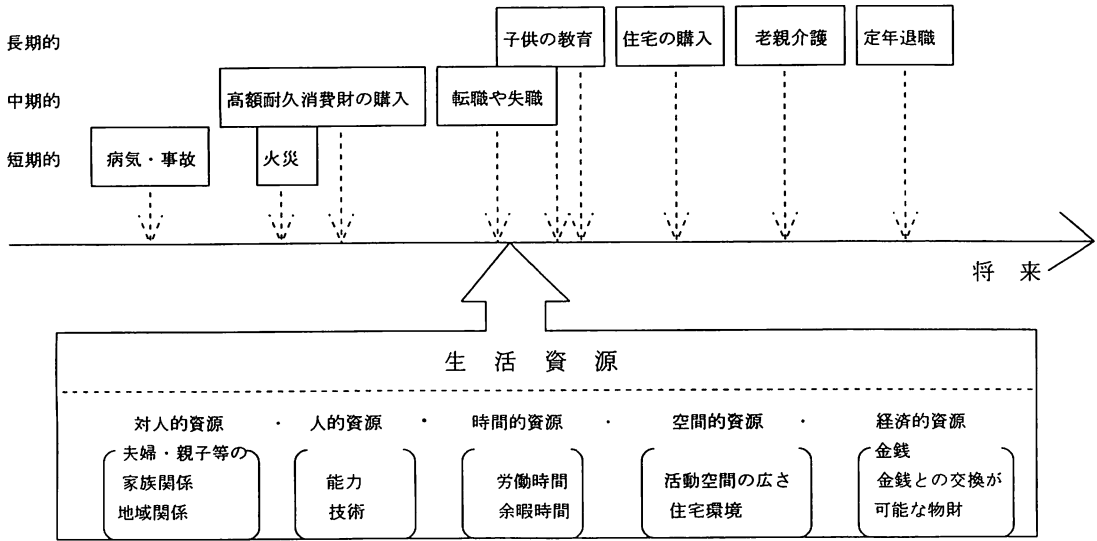 長期的
子供の教育
住宅の購入
老親介護
定年退職
中期的
高額耐久消費財の購入
転職や失職
短期的
病気・事故
火災
将来
生活資源
対人的資源・人的資源・時間的資源・空間的資源・経済的資源
夫婦・親子等の
家族関係
地域関係
能力
技術
労働時間
余暇時間
活動空間の広さ
住宅環境
金銭
金銭との交換が
可能な物財